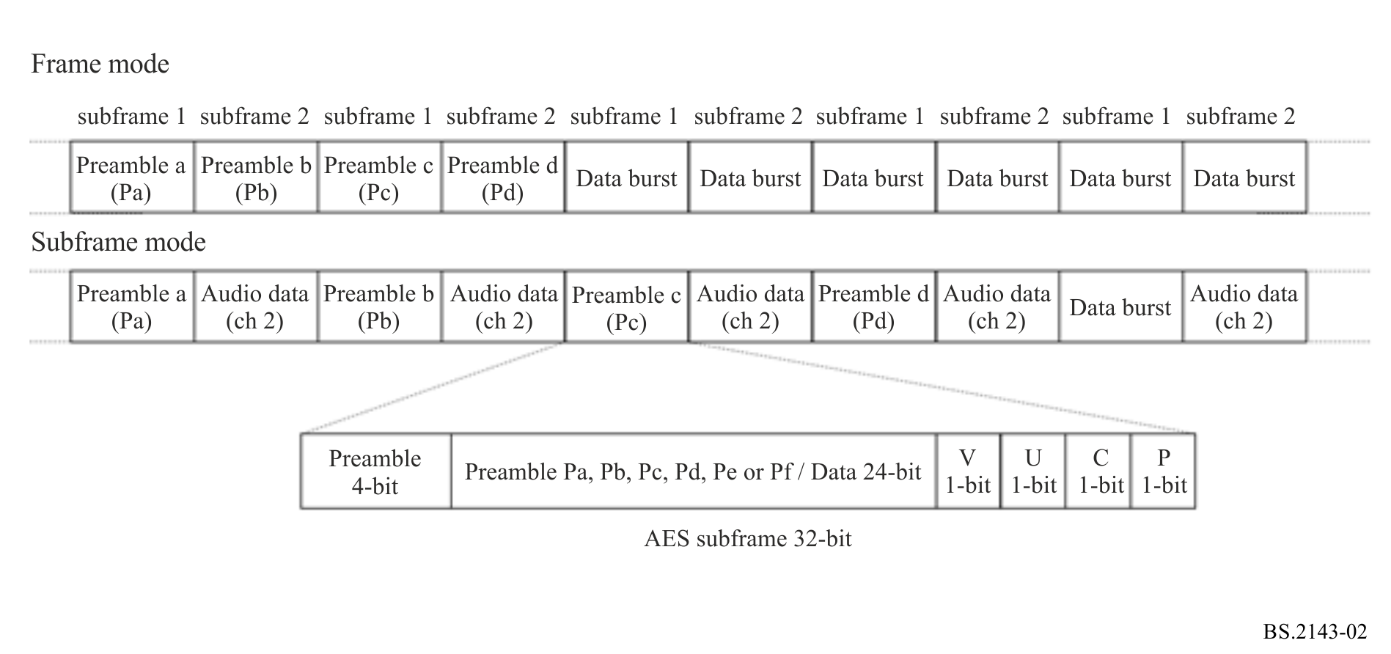 Frame mode
subframe 1 subframe 2 subframe 1 subframe 2 subframe 1 subframe 2 subframe 1 subframe 2 subframe 1 subframe 2
Preamble a Preamble b Preamble c Preamble d
(Pa) (Pb) (Pc) (Pd) Data burst Data burst Data burst Data burst Data burst Data burst
Subframe mode
Preamble a Audio data Preamble b Audio data Preamble c Audio data Preamble d Audio data Data burst Audio data
(Pa) (ch 2) (Pb) (ch 2) (Pc) (ch 2) (Pd) (ch 2) (ch 2)
Preamble Preamble Pa, Pb, Pc, Pd, Pe or Pf / Data 24-bit V U C P
4-bit 1-bit 1-bit 1-bit 1-bit
AES subframe 32-bit
BS.2143-02